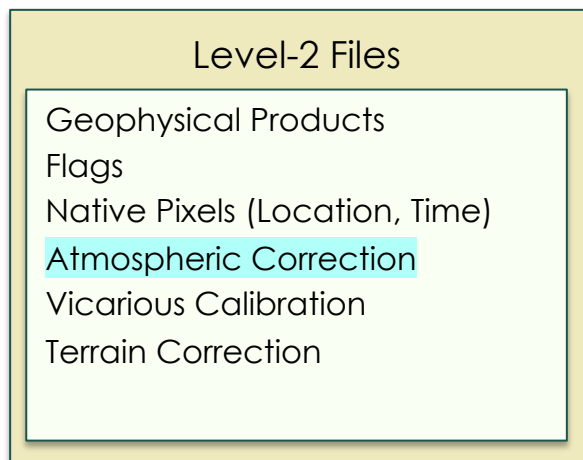 Level-2 Files
Geophysical Products
Flags
Native Pixels (Location, Time)
Atmospheric Correction
Vicarious Calibration
Terrain Correction